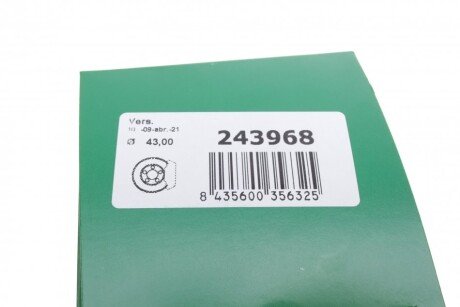 Vers.
-09-abr.-21
Ø 43,00
243968
8 435600 356325